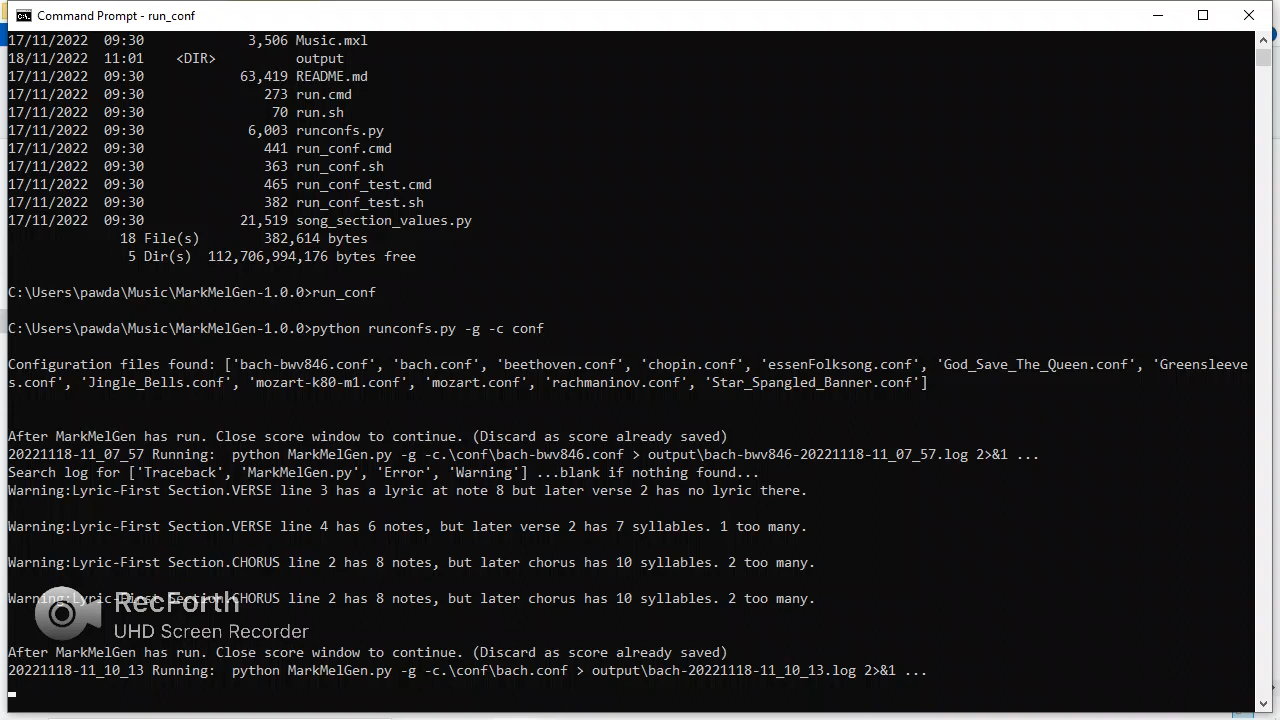 Command Prompt - run_conf
17/11/2022  09:30             3,506 Music.mxl
18/11/2022  11:01    <DIR>          output
17/11/2022  09:30            63,419 README.md
17/11/2022  09:30               273 run.cmd
17/11/2022  09:30                70 run.sh
17/11/2022  09:30             6,003 runconfs.py
17/11/2022  09:30               441 run_conf.cmd
17/11/2022  09:30               363 run_conf.sh
17/11/2022  09:30               465 run_conf_test.cmd
17/11/2022  09:30               382 run_conf_test.sh
17/11/2022  09:30            21,519 song_section_values.py
18 File(s)        382,614 bytes
5 Dir(s)  112,706,994,176 bytes free
C:\Users\pawda\Music\MarkMelGen-1.0.0>run_conf
C:\Users\pawda\Music\MarkMelGen-1.0.0>python runconfs.py -g -c conf
Configuration files found: ['bach-bwv846.conf', 'bach.conf', 'beethoven.conf', 'chopin.conf', 'essenFolksong.conf', 'God_Save_The_Queen.conf', 'Greensleeve
s.conf', 'Jingle_Bells.conf', 'mozart-k80-m1.conf', 'mozart.conf', 'rachmaninov.conf', 'Star_Spangled_Banner.conf']
After MarkMelGen has run. Close score window to continue. (Discard as score already saved)
20221118-11_07_57 Running:  python MarkMelGen.py -g -c.\conf\bach-bwv846.conf > output\bach-bwv846-20221118-11_07_57.log 2>&1 ...
Search log for ['Traceback', 'MarkMelGen.py', 'Error', 'Warning'] ...blank if nothing found...
Warning:Lyric-First Section.VERSE line 3 has a lyric at note 8 but later verse 2 has no lyric there.
Warning:Lyric-First Section.VERSE line 4 has 6 notes, but later verse 2 has 7 syllables. 1 too many.
Warning:Lyric-First Section.CHORUS line 2 has 8 notes, but later chorus has 10 syllables. 2 too many.
Warning:Lyric-First Section.CHORUS line 2 has 8 notes, but later chorus has 10 syllables. 2 too many.
RecForth
UHD Screen Recorder
After MarkMelGen has run. Close score window to continue. (Discard as score already saved)
20221118-11_10_13 Running:  python MarkMelGen.py -g -c.\conf\bach.conf > output\bach-20221118-11_10_13.log 2>&1 ...